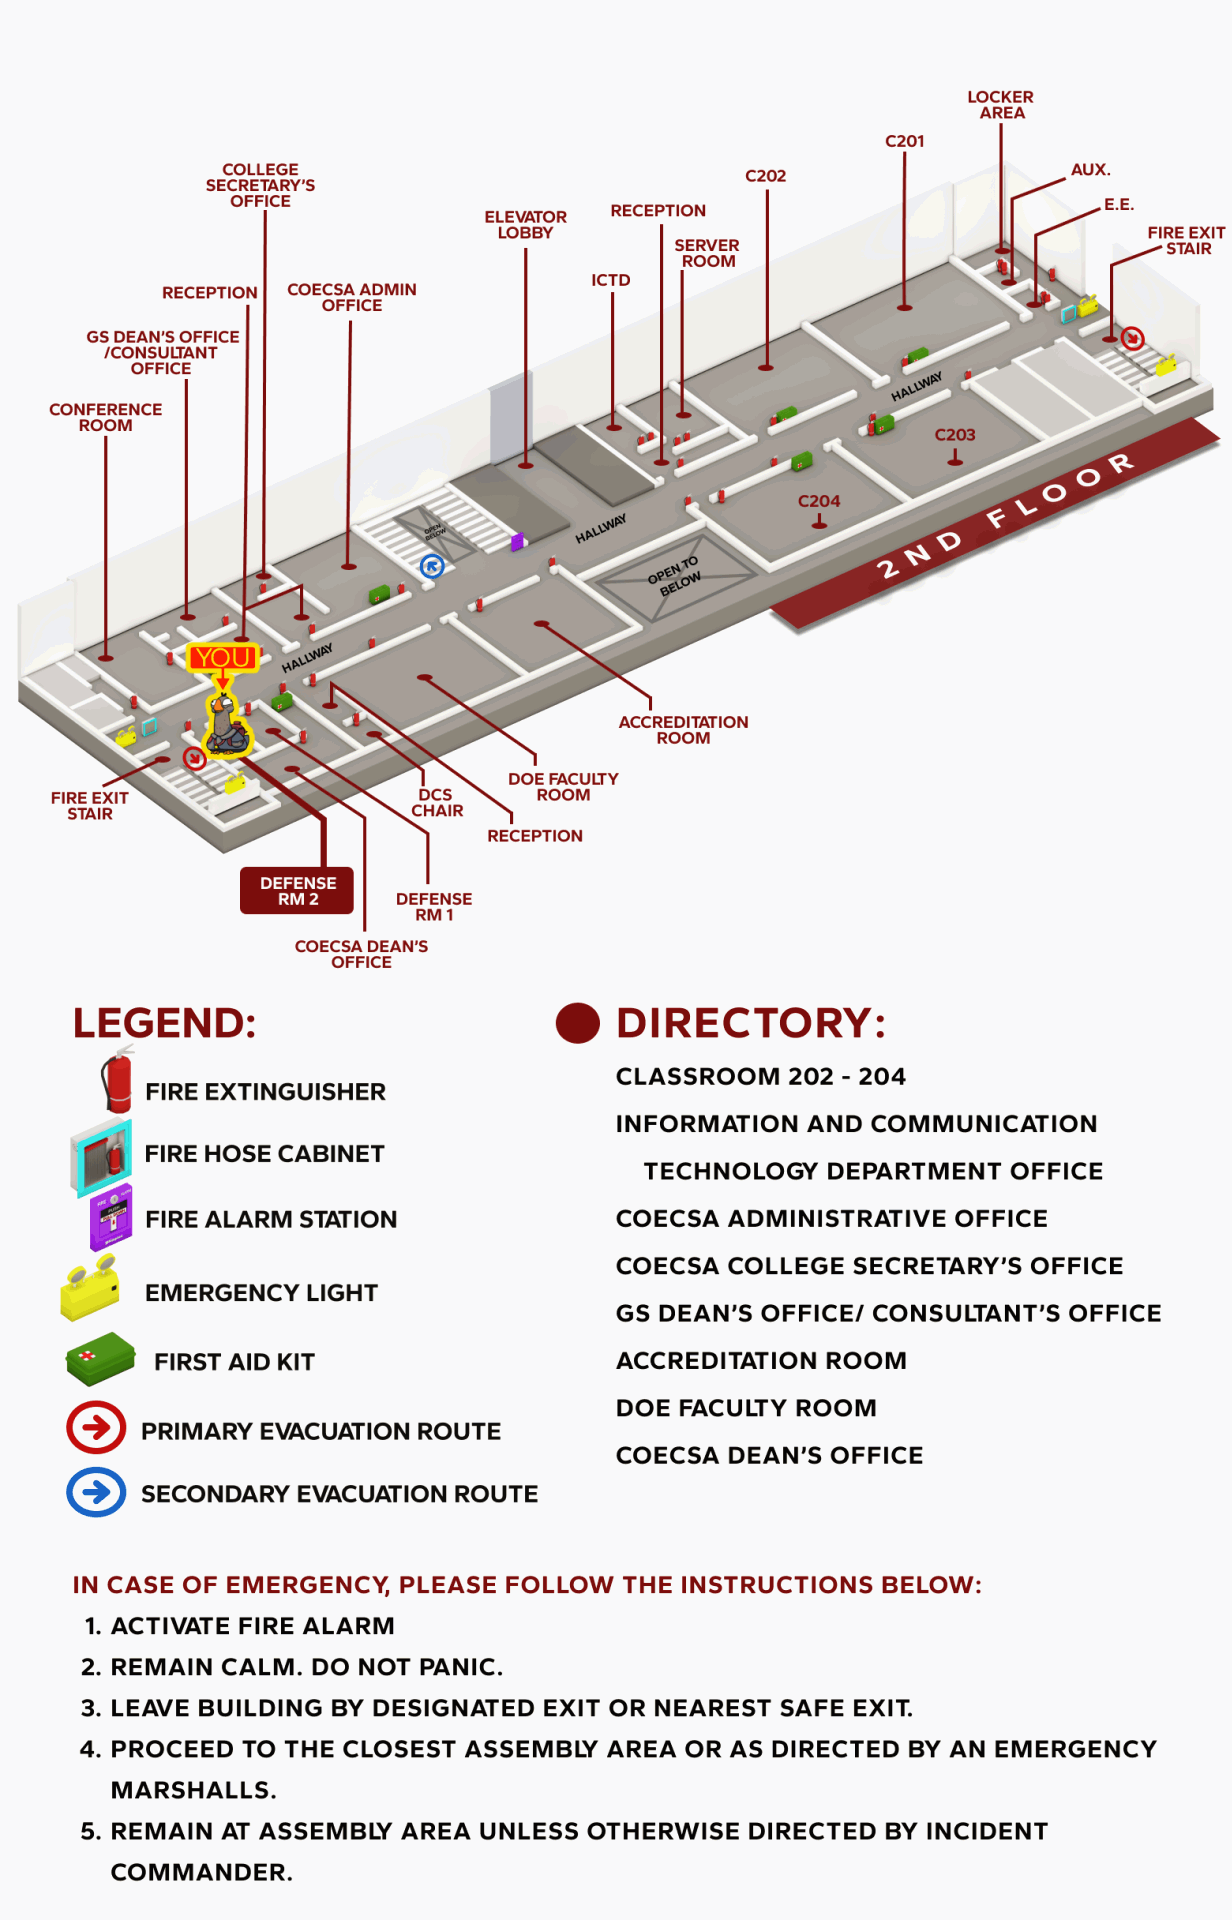 LOCKER
AREA
C201
COLLEGE
SECRETARY'S
OFFICE
C202
AUX.
E.E.
ELEVATOR
LOBBY
RECEPTION
FIRE EXIT
STAIR
SERVER
ROOM
ICTD
RECEPTION
COECSA ADMIN
OFFICE
GS DEAN'S OFFICE
/CONSULTANT
OFFICE
CONFERENCE
ROOM
HALLWAY
C203
C204
2ND FLOOR
OPEN
BELOW
HALLWAY
OPEN TO
BELOW
HALLWAY
YOU
ACCREDITATION
ROOM
DOE FACULTY
ROOM
FIRE EXIT
STAIR
DCS
CHAIR
RECEPTION
DEFENSE
RM 2
DEFENSE
RM 1
COECSA DEAN'S
OFFICE
LEGEND:
FIRE EXTINGUISHER
FIRE HOSE CABINET
FIRE ALARM STATION
EMERGENCY LIGHT
FIRST AID KIT
PRIMARY EVACUATION ROUTE
SECONDARY EVACUATION ROUTE
DIRECTORY:
CLASSROOM 202 - 204
INFORMATION AND COMMUNICATION
TECHNOLOGY DEPARTMENT OFFICE
COECSA ADMINISTRATIVE OFFICE
COECSA COLLEGE SECRETARY'S OFFICE
GS DEAN'S OFFICE/ CONSULTANT'S OFFICE
ACCREDITATION ROOM
DOE FACULTY ROOM
COECSA DEAN'S OFFICE
IN CASE OF EMERGENCY, PLEASE FOLLOW THE INSTRUCTIONS BELOW:
1. ACTIVATE FIRE ALARM
2. REMAIN CALM. DO NOT PANIC.
3. LEAVE BUILDING BY DESIGNATED EXIT OR NEAREST SAFE EXIT.
4. PROCEED TO THE CLOSEST ASSEMBLY AREA OR AS DIRECTED BY AN EMERGENCY
MARSHALLS.
5. REMAIN AT ASSEMBLY AREA UNLESS OTHERWISE DIRECTED BY INCIDENT
COMMANDER.